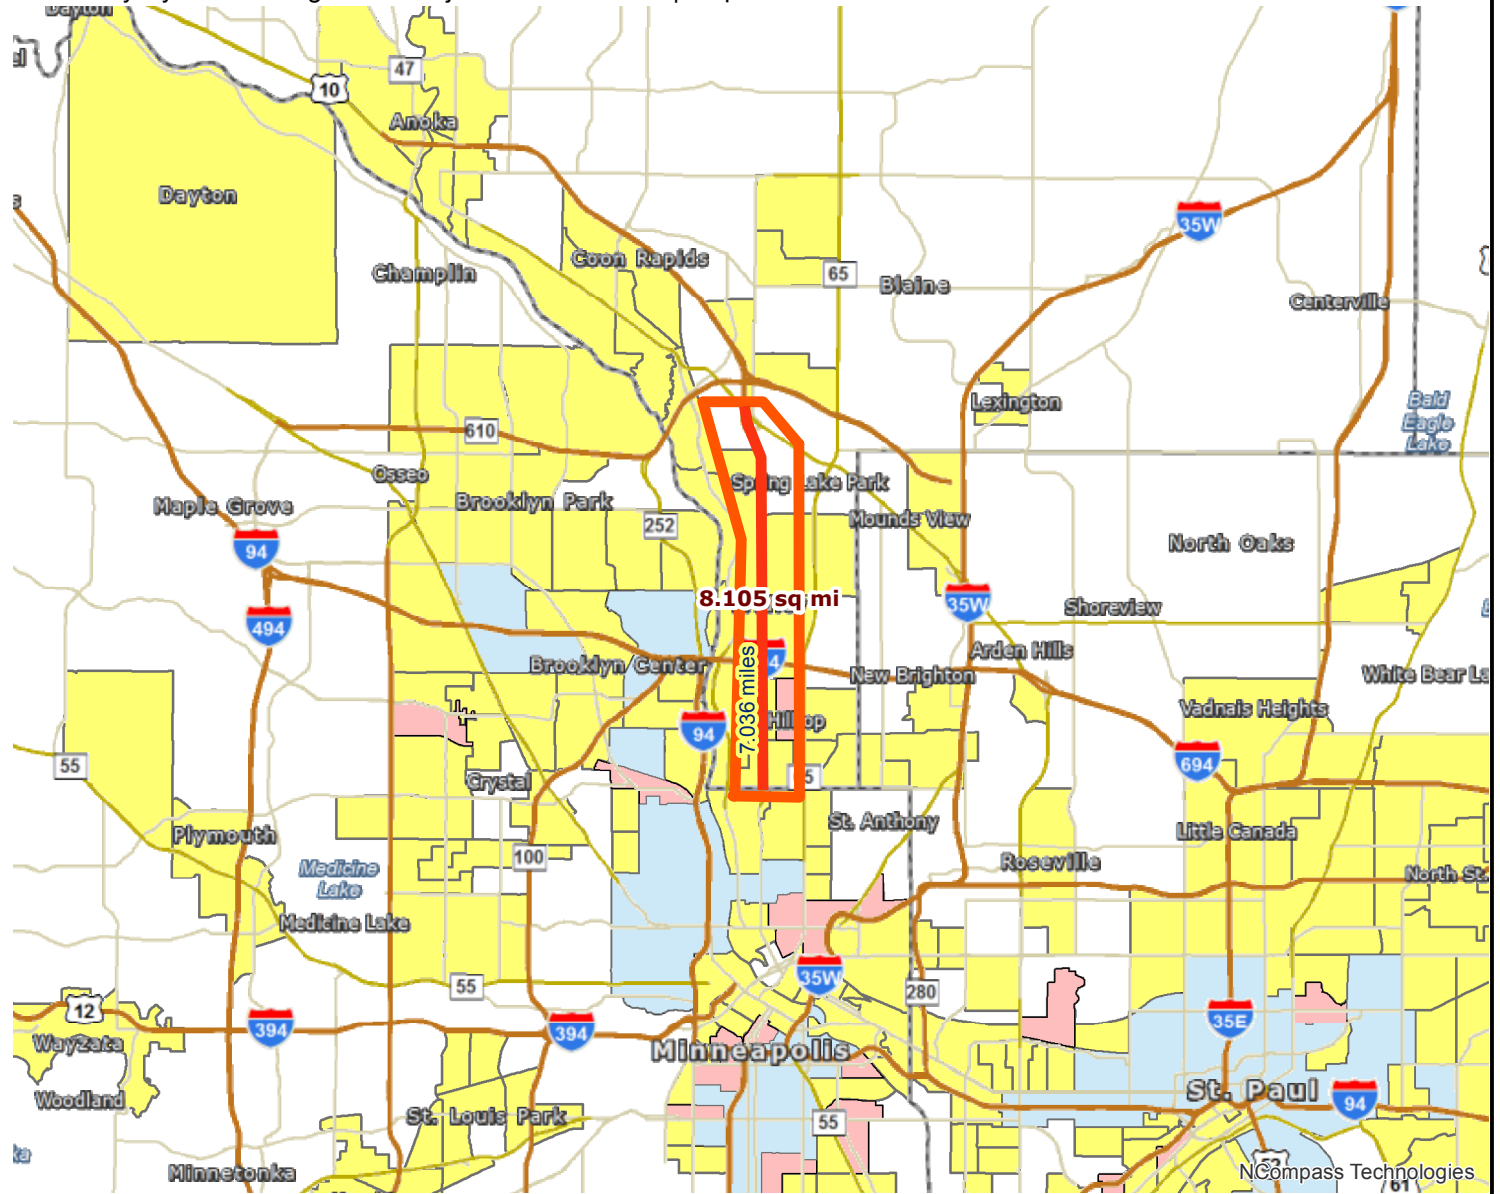 Dayton
47
10
Anoka
Dayton
35W
Coon Rapids
Champlin
65
Blaine
Centerville
Lexington
Bald
Eagle
Lake
610
Osseo
Spring Lake Park
Brooklyn Park
Maple Grove
252
Mounds View
North Oaks
94
8.105 sq mi
35W
Shoreview
494
Arden Hills
Brooklyn Center
New Brighton
7.036 miles
Vadnais Heights
94
Hilltop
55
694
Crystal
St. Anthony
Plymouth
Little Canada
100
Roseville
Medicine
Lake
North St.
Medicine Lake
35W
55
280
12
394
394
35E
WayZata
Minneapolis
Woodland
St. Paul
94
St. Louis Park
55
Minnetonka
NCompass Technologies
61